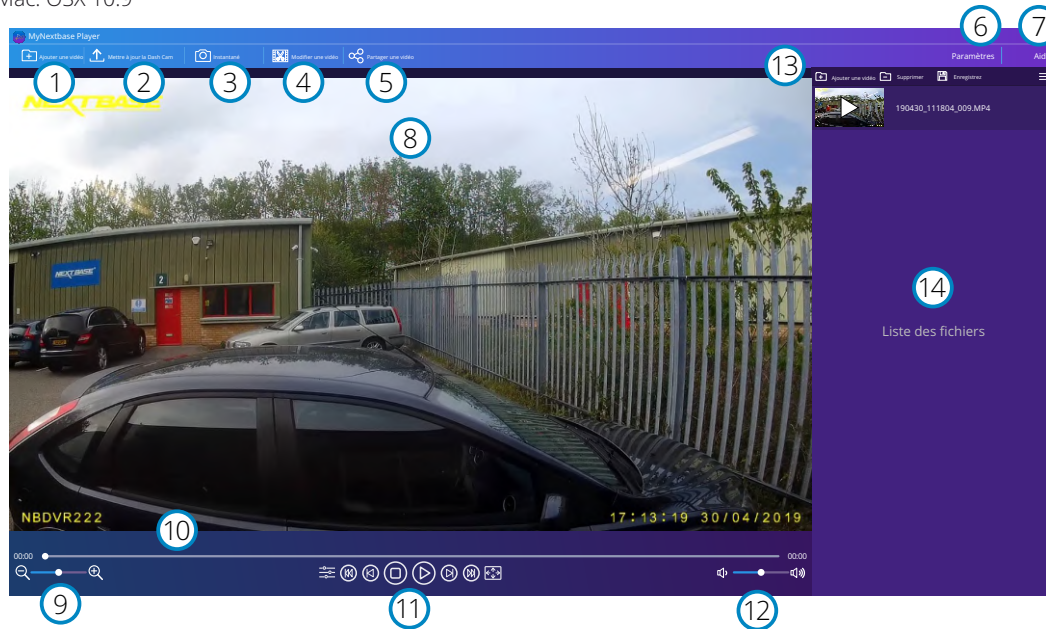 Mac: OSX 10.9
MyNextbase Player
6
7
Paramètres
Aid
Ajouter une vidéo
Mettre à jour la Dash Cam
Instantané
Modifier une vidéo
Partager une vidéo
1
2
3
4
5
13
Ajouter une vidéo
Supprimer
Enregistrez
190430_111804_009.MP4
NEXTBASE
8
NEXTBASE
2
14
Liste des fichiers
NBDVR222
17:13:19 30/04/2019
10
00:00
00:00
9
11
12